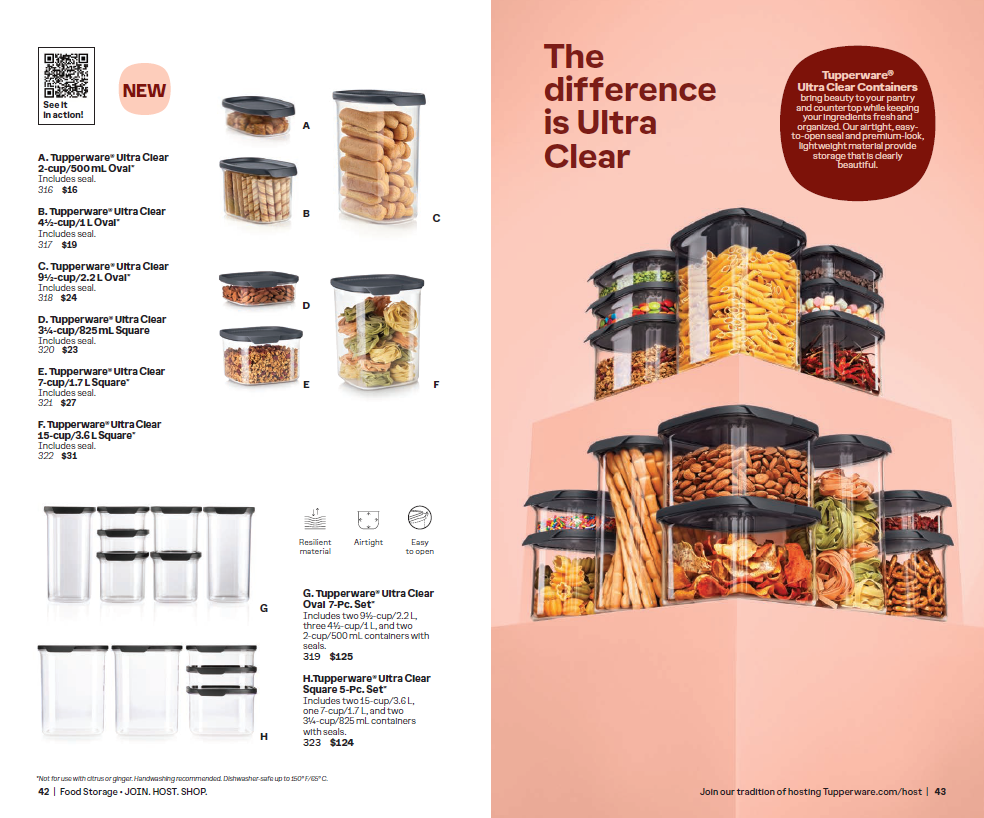 See It
In action!
NEW
A. Tupperware® Ultra Clear
2-cup/500 mL Oval*
Includes seal.
316 $16
B. Tupperware® Ultra Clear
4½-cup/1 L Oval*
Includes seal.
317 $19
C. Tupperware® Ultra Clear
9½-cup/2.2 L Oval*
Includes seal.
318 $24
D. Tupperware® Ultra Clear
3¼-cup/825 mL Square
Includes seal.
320 $23
E. Tupperware® Ultra Clear
7-cup/1.7 L Square*
Includes seal.
321 $27
F. Tupperware® Ultra Clear
15-cup/3.6 L Square*
Includes seal.
322 $31
A
B
C
D
E
F
G
H
Resilient
material
Airtight
Easy
to open
G. Tupperware® Ultra Clear
Oval 7-Pc. Set*
Includes two 9½-cup/2.2 L,
three 4½-cup/1 L, and two
2-cup/500 mL containers with
seals.
319 $125
H.Tupperware® Ultra Clear
Square 5-Pc. Set*
Includes two 15-cup/3.6 L,
one 7-cup/1.7 L, and two
3¼-cup/825 mL containers
with seals.
323 $124
*Not for use with citrus or ginger. Handwashing recommended. Dishwasher-safe up to 150° F/65° C.
42 | Food Storage • JOIN. HOST. SHOP.
The
difference
is Ultra
Clear
Tupperware®
Ultra Clear Containers
bring beauty to your pantry
and countertop while keeping
your ingredients fresh and
organized. Our airtight, easy-
to-open seal and premium-look,
lightweight material provide
storage that is clearly
beautiful.
Join our tradition of hosting Tupperware.com/host | 43